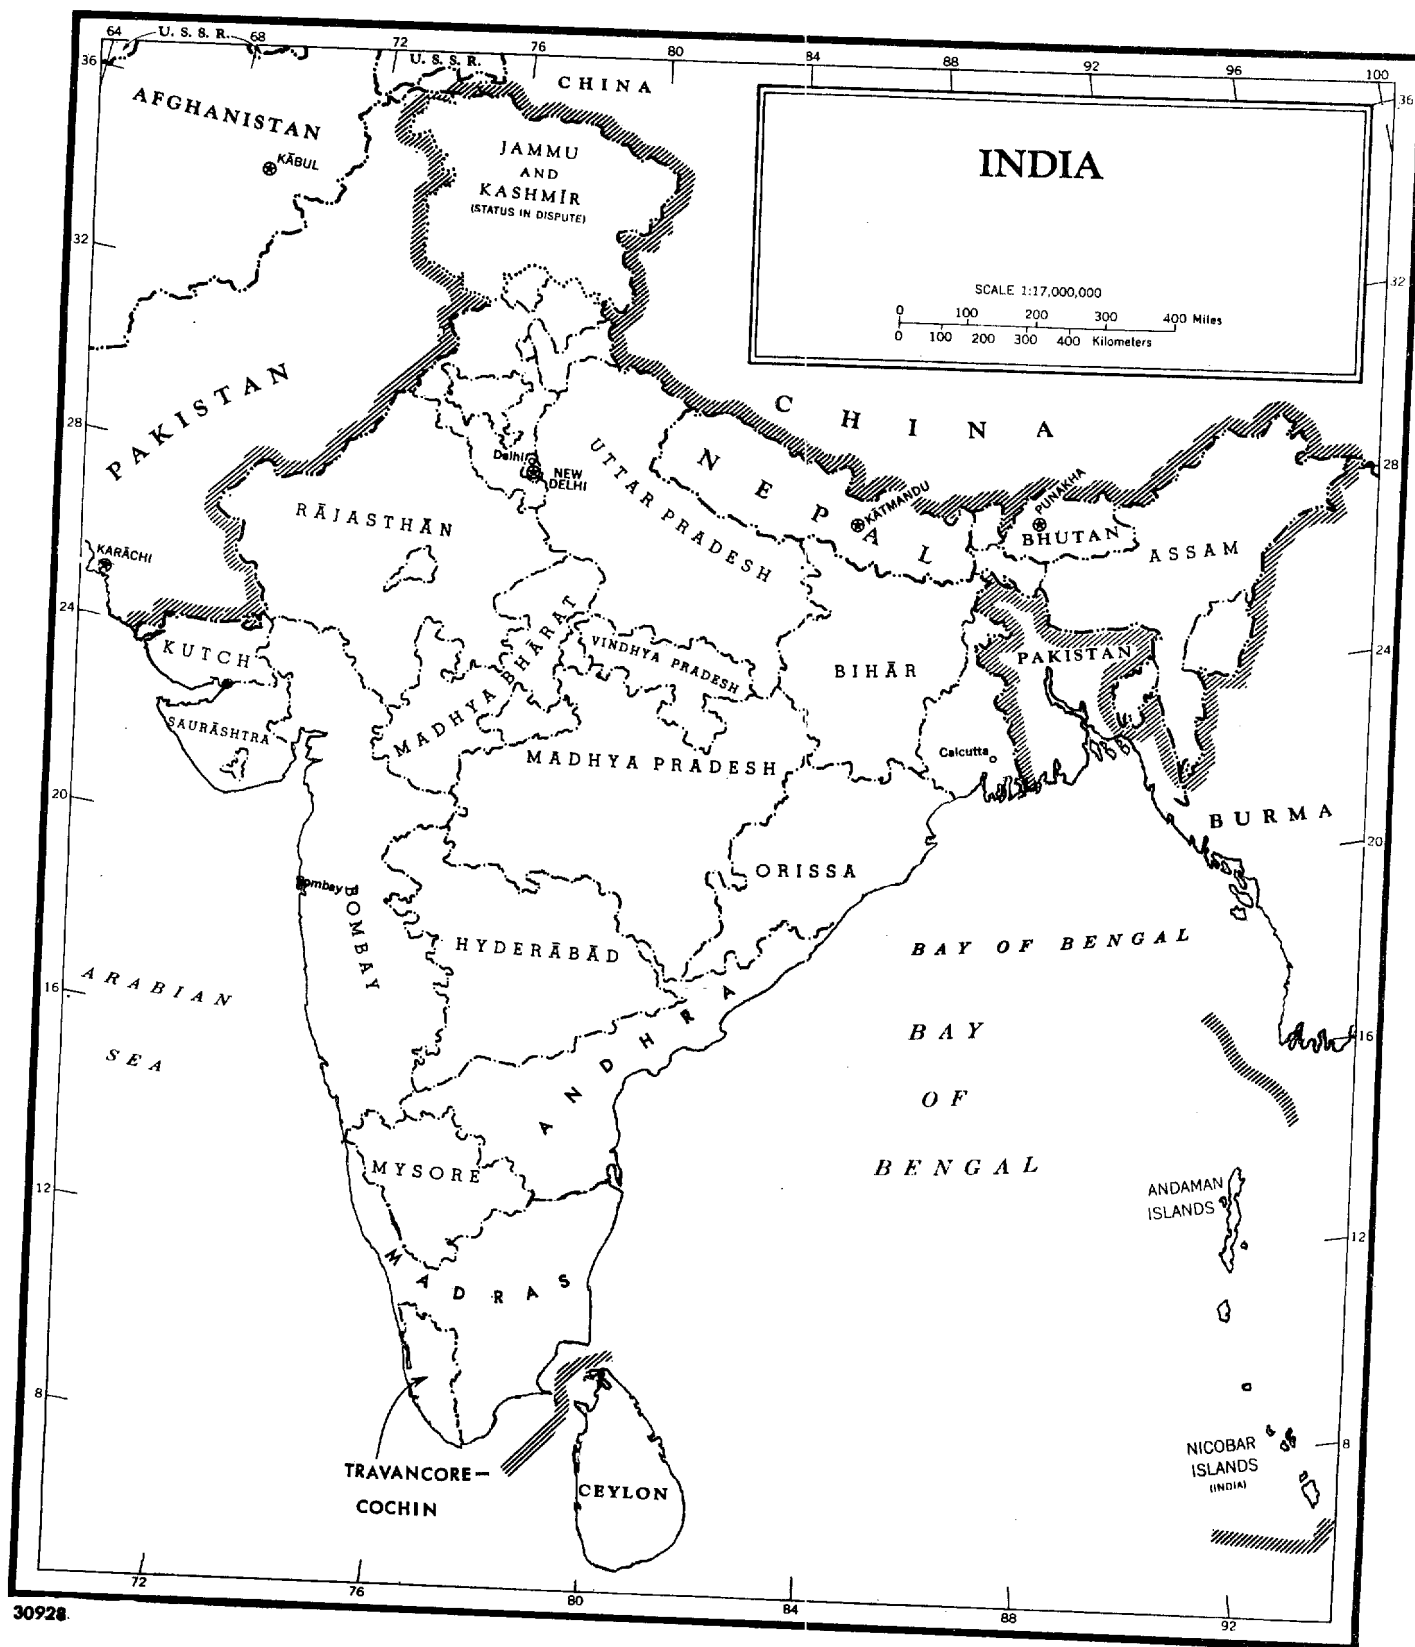 64
U. S. S. R.
68
72
U. S. S. R.
76
80
84
88
92
96
100
36
36
CHINA
AFGHANISTAN
KĀBUL
JAMMU
AND
KASHMĪR
(STATUS IN DISPUTE)
INDIA
SCALE 1:17,000,000
0 100 200 300 400 Miles
0 100 200 300 400 Kilometers
32
32
PAKISTAN
CHINA
28
28
Delhi
NEW
DELHI
UTTAR PRADESH
NEPAL
KĀTMANDU
PUNAKHA
BHUTAN
ASSAM
RĀJASTHĀN
KARĀCHI
24
24
KUTCH
MADHYA BHĀRAT
VINDHYA PRADESH
BIHĀR
PAKISTAN
SAURĀSHTRA
MADHYA PRADESH
Calcutta
20
20
BURMA
ORISSA
Bombay
BOMBAY
HYDERĀBĀD
BAY OF BENGAL
ARABIAN
SEA
16
16
ANDHRA
BAY
OF
BENGAL
MYSORE
12
12
ANDAMAN
ISLANDS
MADRAS
8
8
NICOBAR
ISLANDS
(INDIA)
TRAVANCORE—
COCHIN
CEYLON
72
76
80
84
88
92
30928